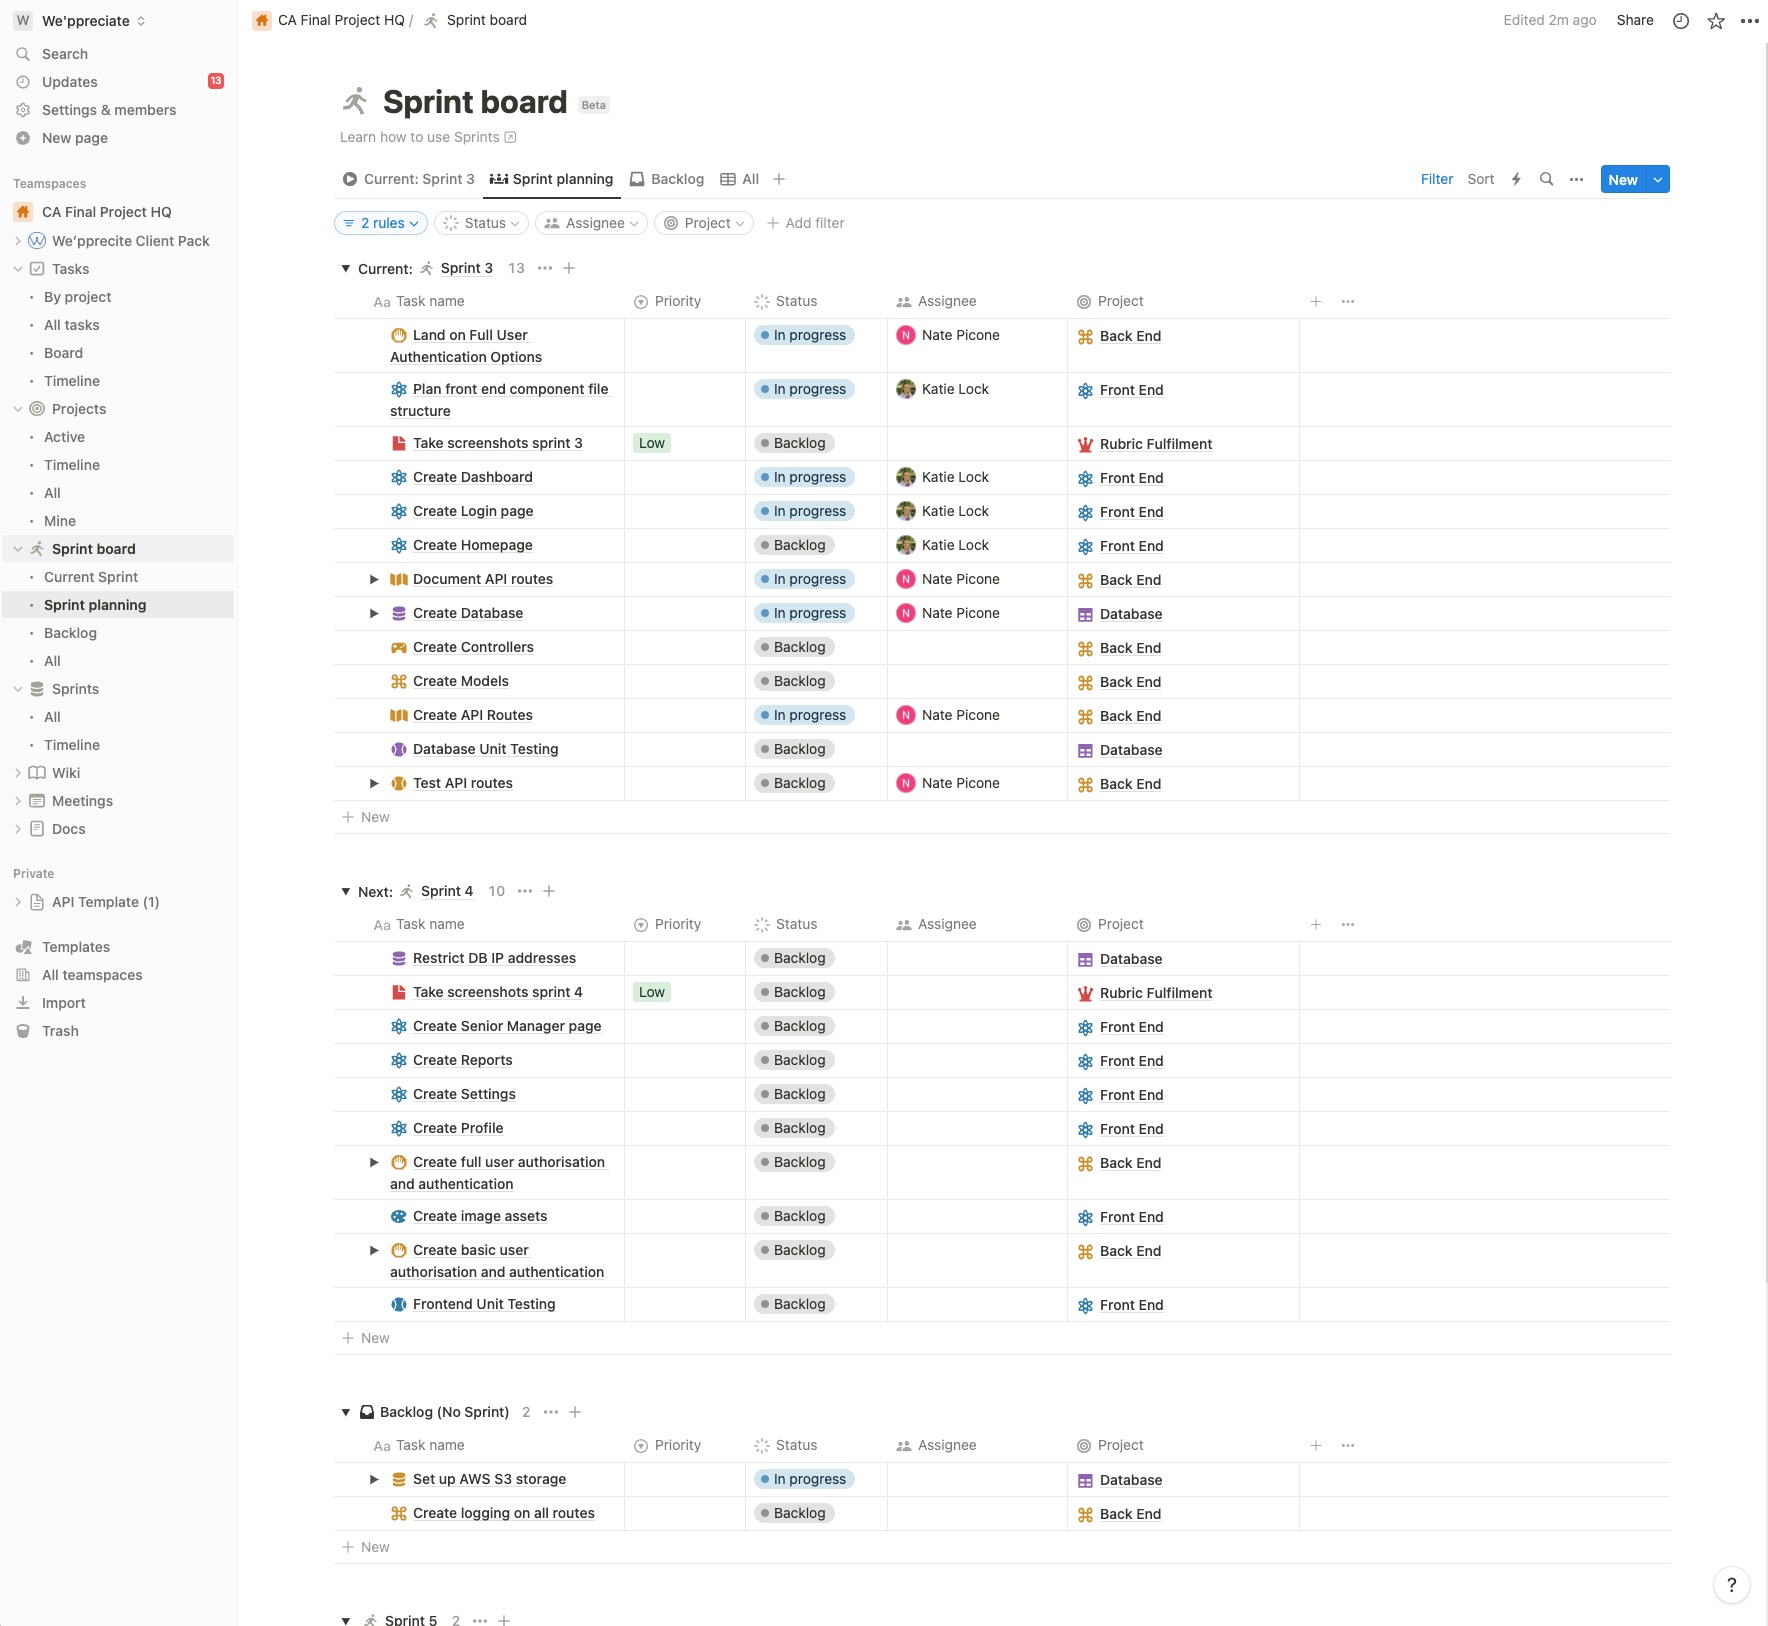 W We'ppreciate
Search
Updates 13
Settings & members
New page
Teamspaces
CA Final Project HQ
We'pprecite Client Pack
Tasks
By project
All tasks
Board
Timeline
Projects
Active
Timeline
All
Mine
Sprint board
Current Sprint
Sprint planning
Backlog
All
Sprints
All
Timeline
Wiki
Meetings
Docs
Private
API Template (1)
Templates
All teamspaces
Import
Trash
CA Final Project HQ / Sprint board
Edited 2m ago Share
Sprint board Beta
Learn how to use Sprints
Current: Sprint 3 Sprint planning Backlog All
Filter Sort New
2 rules Status Assignee Project Add filter
Current: Sprint 3 13
Aa Task name Priority Status Assignee Project
Land on Full User
Authentication Options In progress N Nate Picone Back End
Plan front end component file
structure In progress Katie Lock Front End
Take screenshots sprint 3 Low Backlog Rubric Fulfilment
Create Dashboard In progress Katie Lock Front End
Create Login page In progress Katie Lock Front End
Create Homepage Backlog Katie Lock Front End
Document API routes In progress N Nate Picone Back End
Create Database In progress N Nate Picone Database
Create Controllers Backlog Back End
Create Models Backlog Back End
Create API Routes In progress N Nate Picone Back End
Database Unit Testing Backlog Database
Test API routes Backlog N Nate Picone Back End
New
Next: Sprint 4 10
Aa Task name Priority Status Assignee Project
Restrict DB IP addresses Backlog Database
Take screenshots sprint 4 Low Backlog Rubric Fulfilment
Create Senior Manager page Backlog Front End
Create Reports Backlog Front End
Create Settings Backlog Front End
Create Profile Backlog Front End
Create full user authorisation
and authentication Backlog Back End
Create image assets Backlog Front End
Create basic user
authorisation and authentication Backlog Back End
Frontend Unit Testing Backlog Front End
New
Backlog (No Sprint) 2
Aa Task name Priority Status Assignee Project
Set up AWS S3 storage In progress Database
Create logging on all routes Backlog Back End
New
?
Sprint 5 2